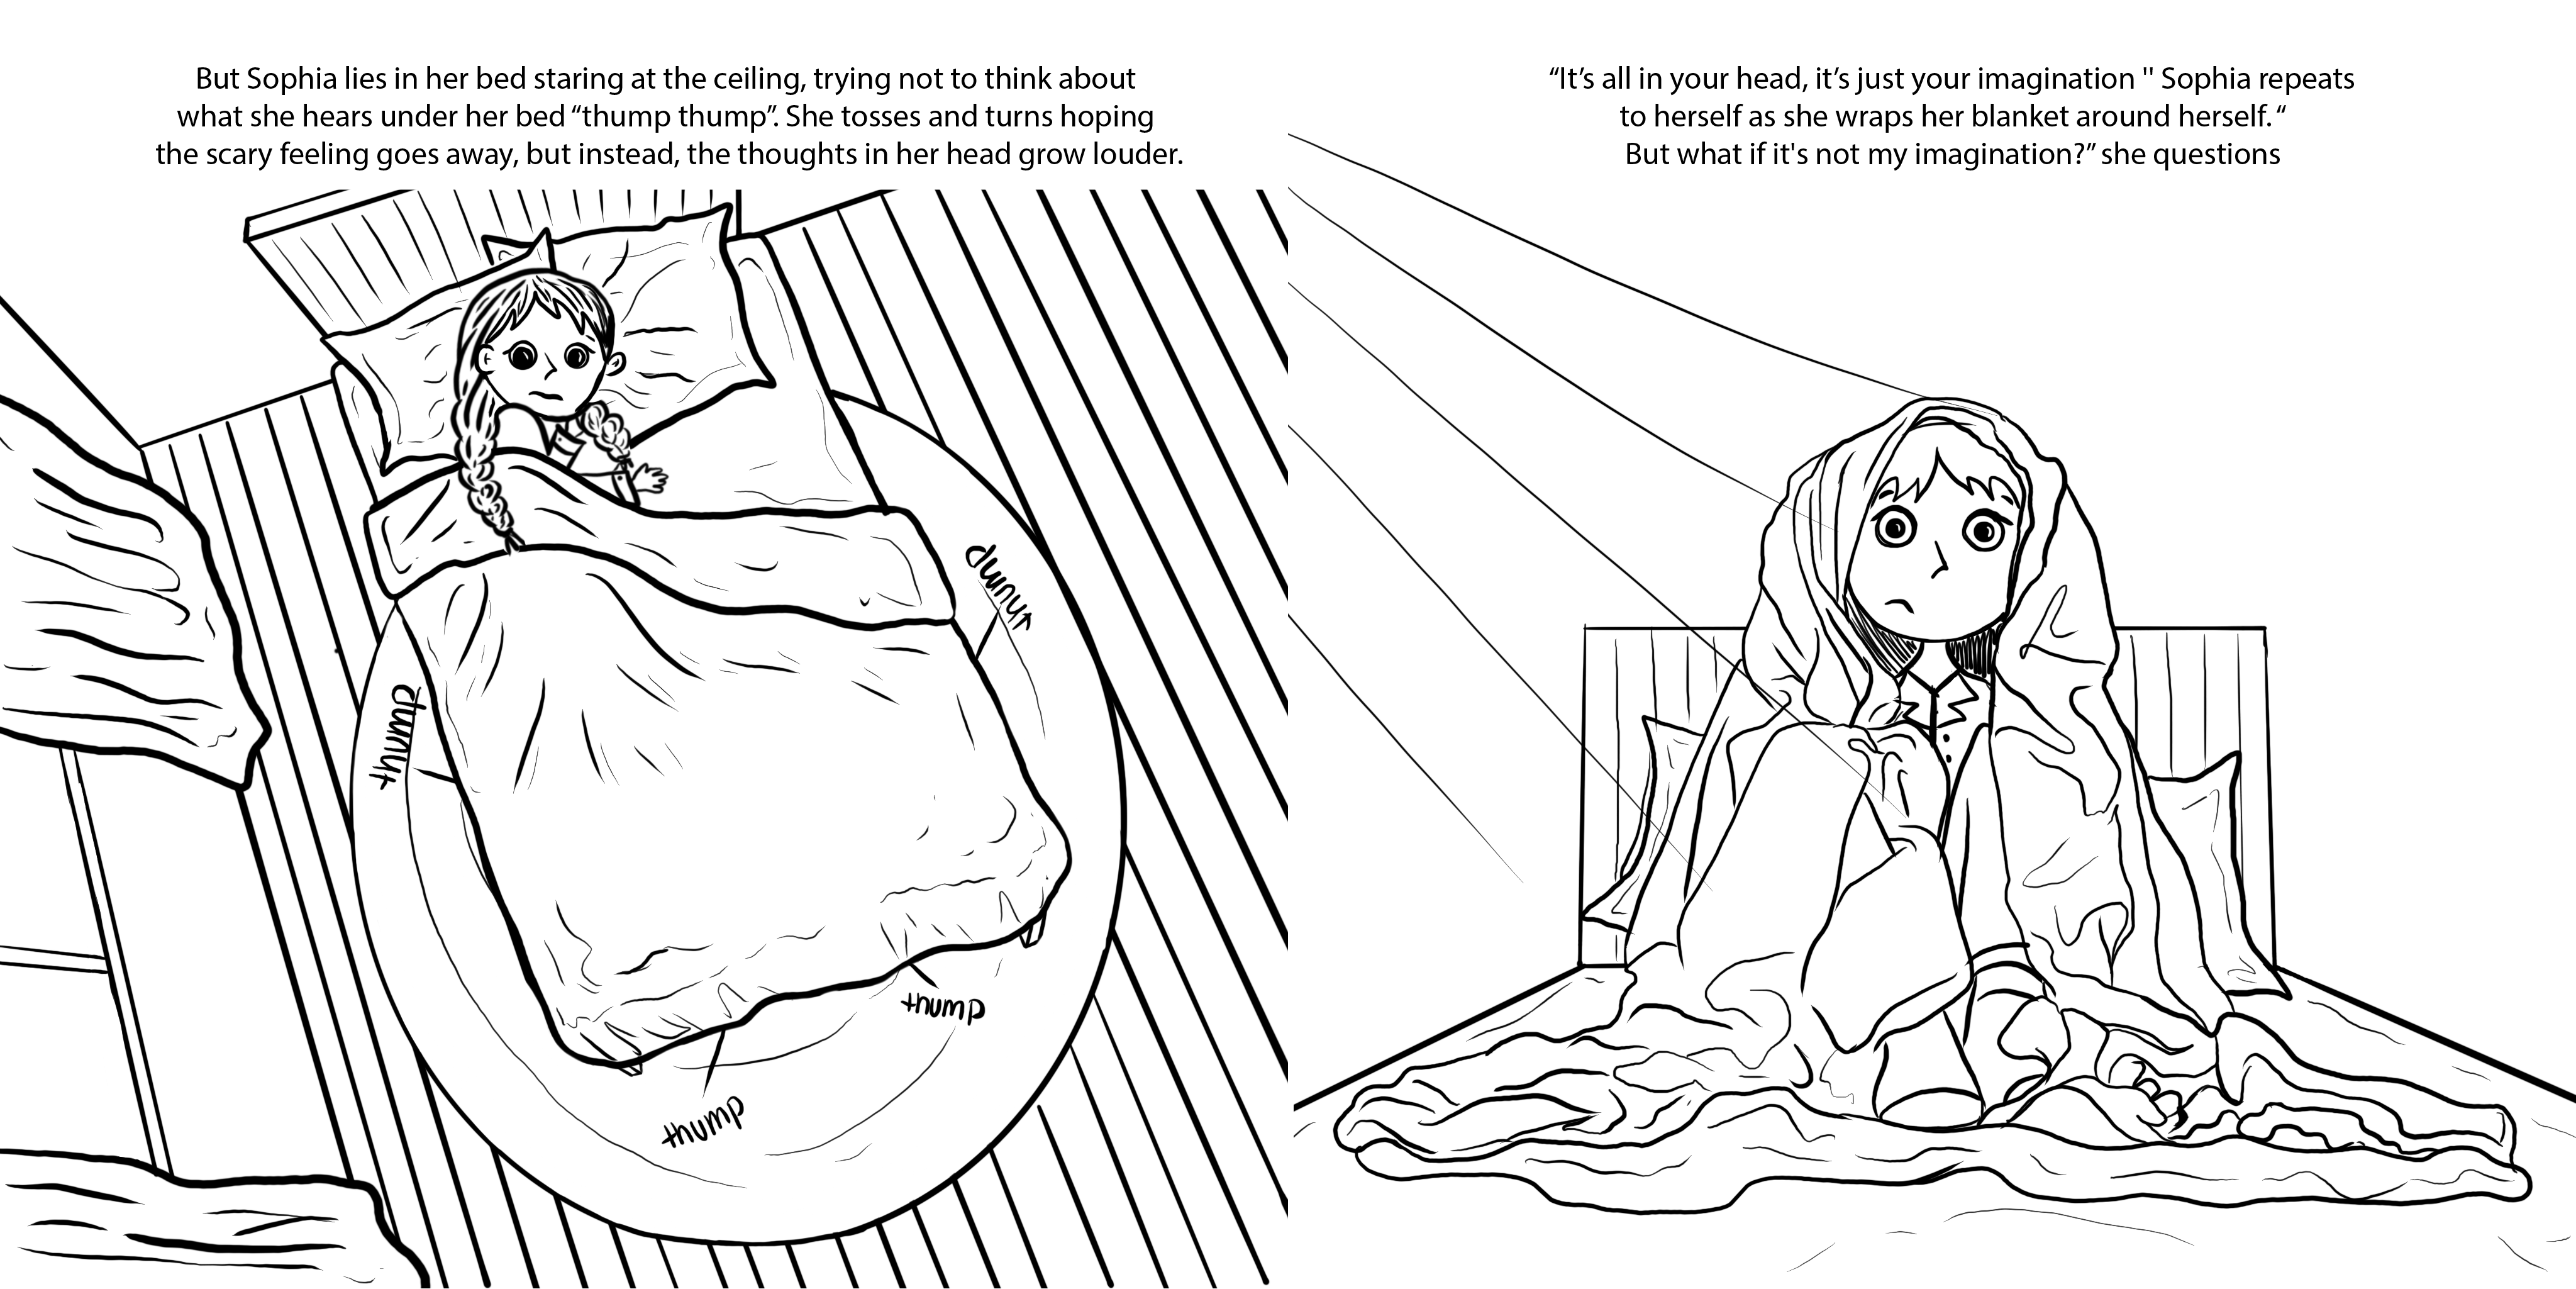 But Sophia lies in her bed staring at the ceiling, trying not to think about
what she hears under her bed “thump thump”. She tosses and turns hoping
the scary feeling goes away, but instead, the thoughts in her head grow louder.
thump
thump
thump
thump
“It’s all in your head, it’s just your imagination " Sophia repeats
to herself as she wraps her blanket around herself. “
But what if it's not my imagination?” she questions